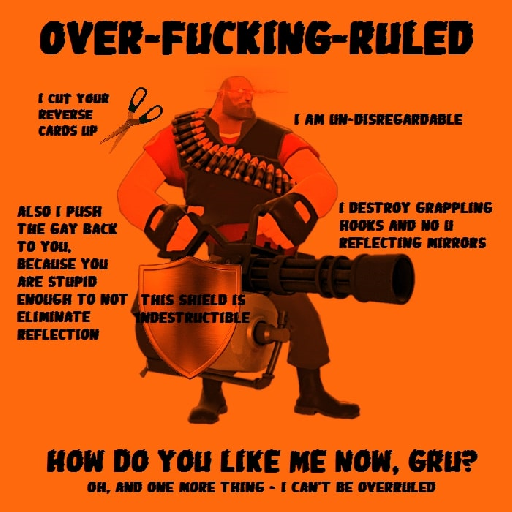 OVER-FUCKING-RULED
I CUT YOUR
REVERSE
CARDS UP
I AM UN-DISREGARDABLE
ALSO I PUSH
THE GAY BACK
TO YOU,
BECAUSE YOU
ARE STUPID
ENOUGH TO NOT
ELIMINATE
REFLECTION
I DESTROY GRAPPLING
HOOKS AND NO U
REFLECTING MIRRORS
THIS SHIELD IS
INDESTRUCTIBLE
HOW DO YOU LIKE ME NOW, GRU?
OH, AND ONE MORE THING - I CAN'T BE OVERRULED